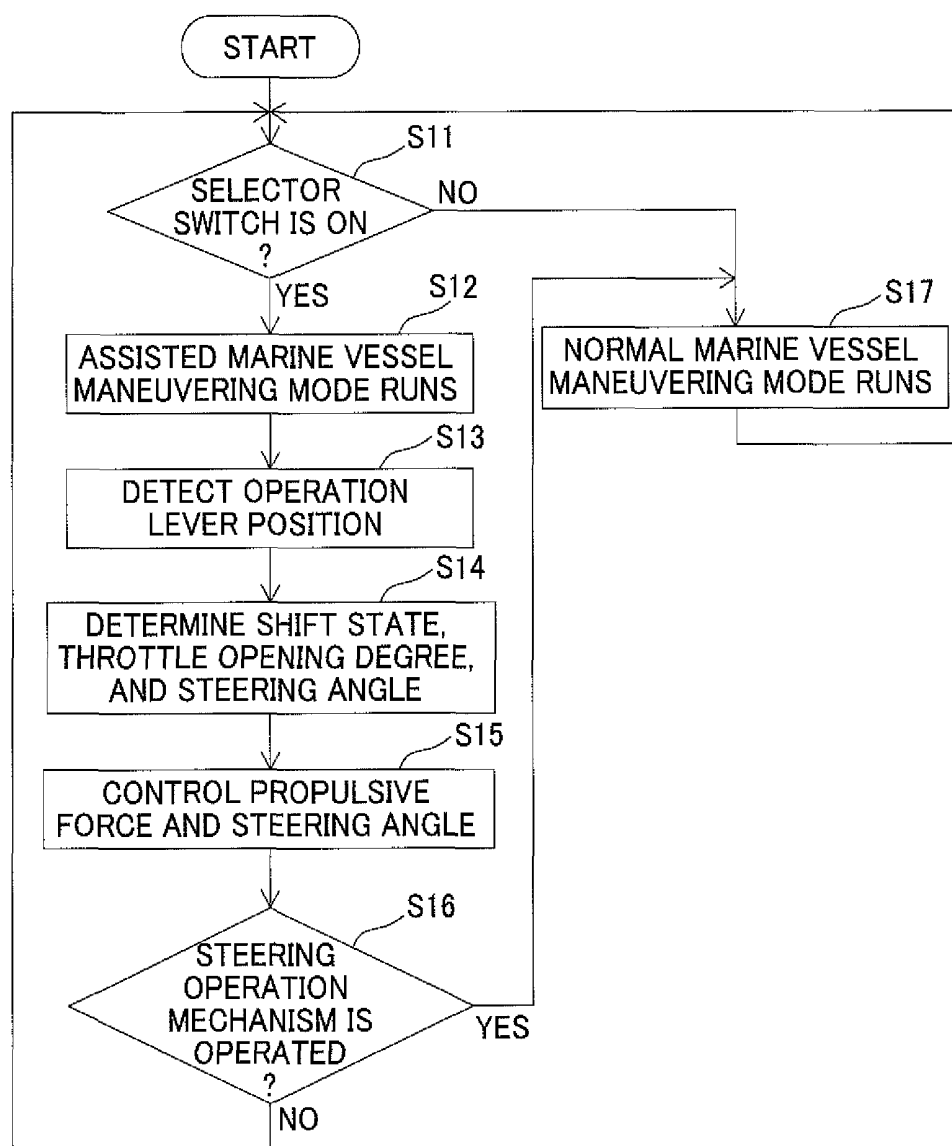 START
S11
SELECTOR
SWITCH IS ON
?
NO
YES
S12
ASSISTED MARINE VESSEL
MANEUVERING MODE RUNS
S17
NORMAL MARINE VESSEL
MANEUVERING MODE RUNS
S13
DETECT OPERATION
LEVER POSITION
S14
DETERMINE SHIFT STATE,
THROTTLE OPENING DEGREE,
AND STEERING ANGLE
S15
CONTROL PROPULSIVE
FORCE AND STEERING ANGLE
S16
STEERING
OPERATION
MECHANISM IS
OPERATED
?
YES
NO